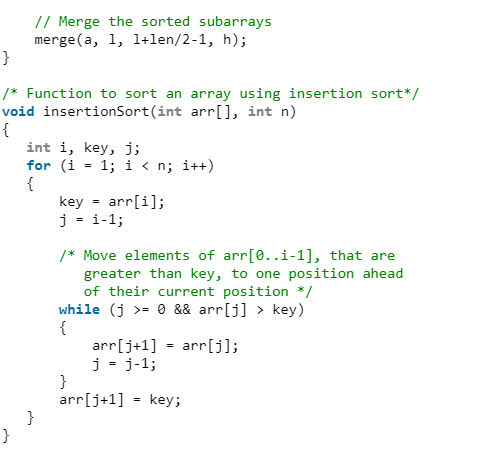 // Merge the sorted subarrays
merge(a, l, l+len/2-1, h);
}
/* Function to sort an array using insertion sort*/
void insertionSort(int arr[], int n)
{
int i, key, j;
for (i = 1; i < n; i++)
{
key = arr[i];
j = i-1;
/* Move elements of arr[0..i-1], that are
greater than key, to one position ahead
of their current position */
while (j >= 0 && arr[j] > key)
{
arr[j+1] = arr[j];
j = j-1;
}
arr[j+1] = key;
}
}